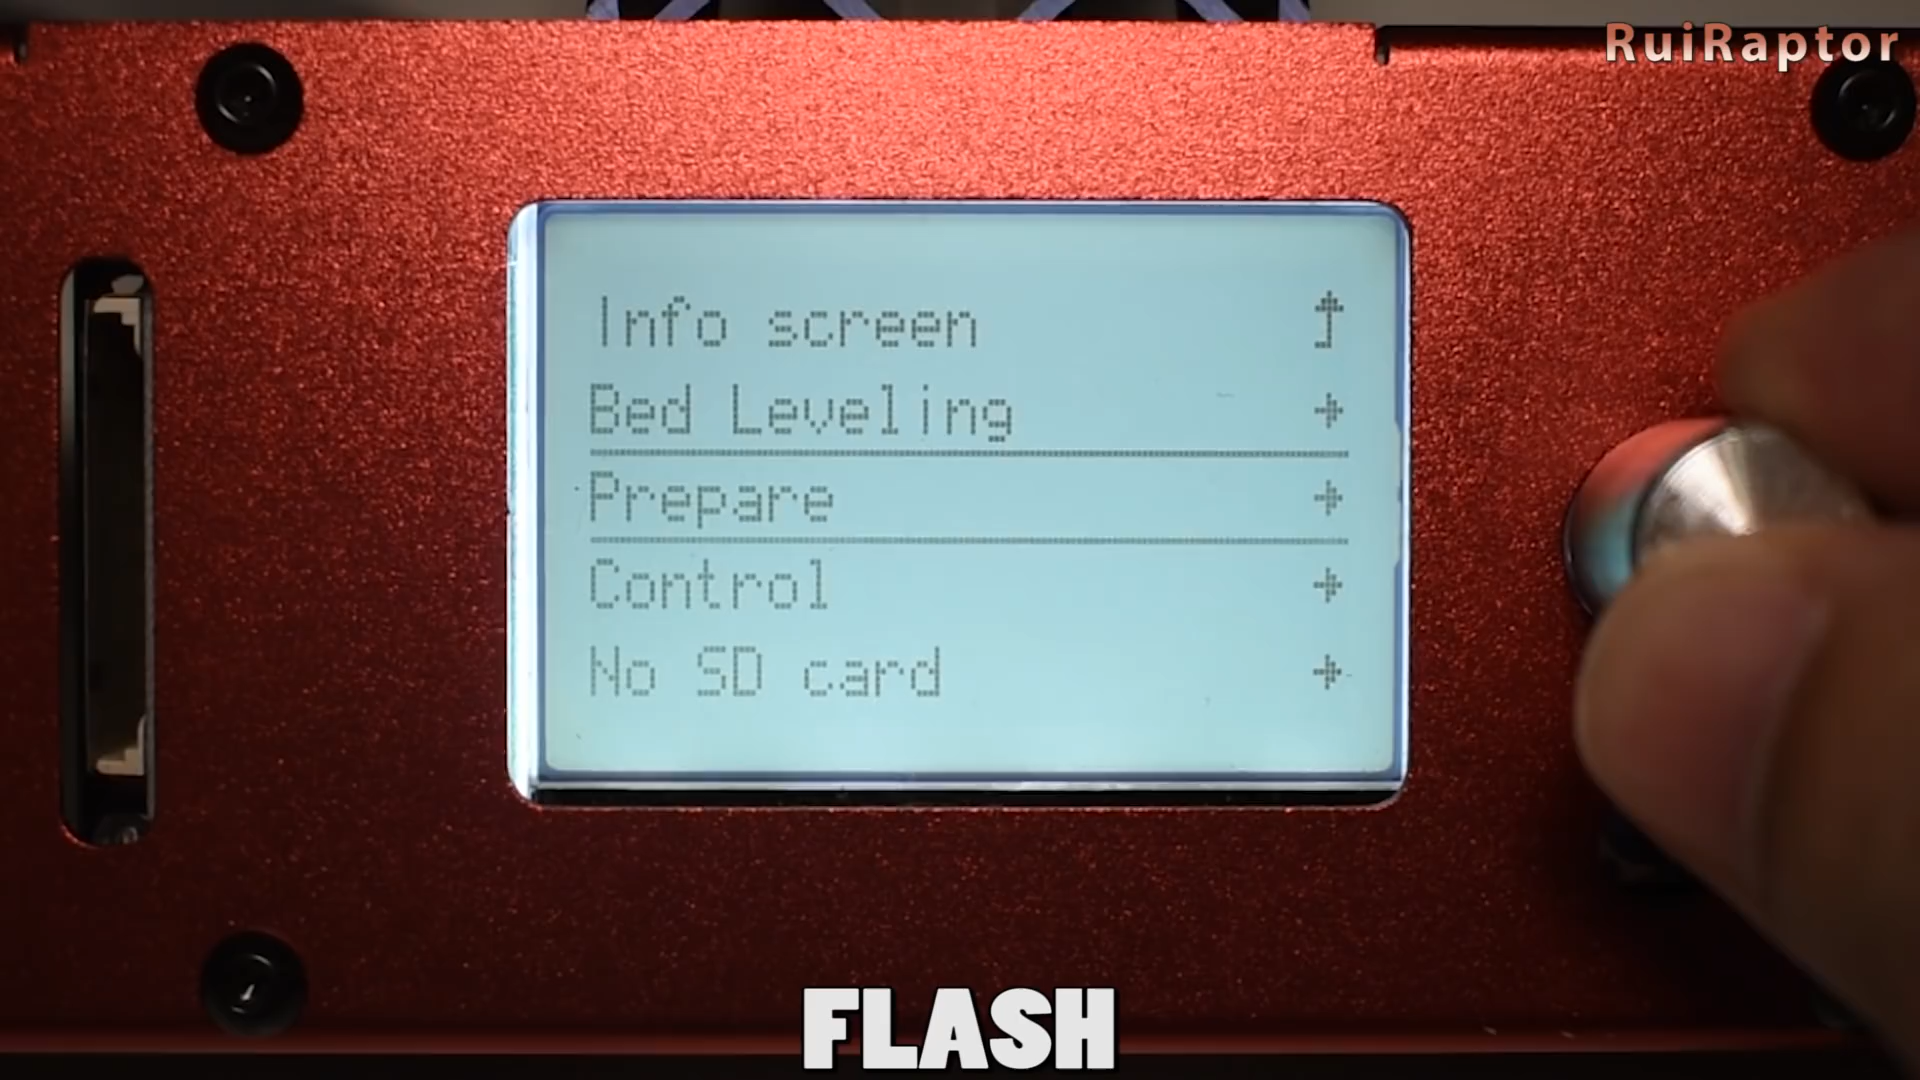 RuiRaptor
Info screen
Bed Leveling
Prepare
Control
No SD card
FLASH